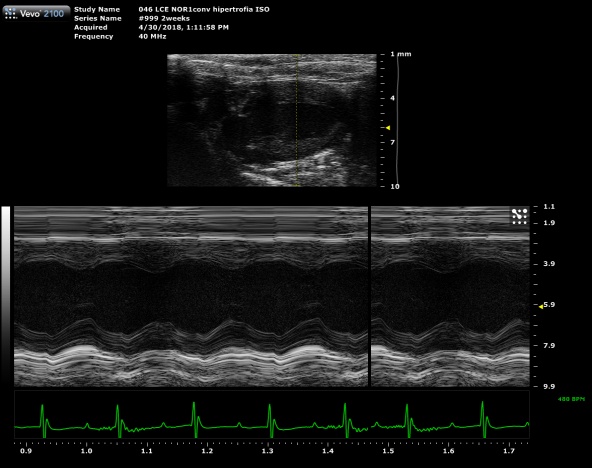 Vevo 2100
Study Name 046 LCE NOR1conv hipertrofia ISO
Series Name #999 2weeks
Acquired 4/30/2018, 1:11:58 PM
Frequency 40 MHz
1 mm
4
7
10
1.1
1.9
3.9
5.9
7.9
9.9
480 BPM
0.9 1.0 1.1 1.2 1.3 1.4 1.5 1.6 1.7